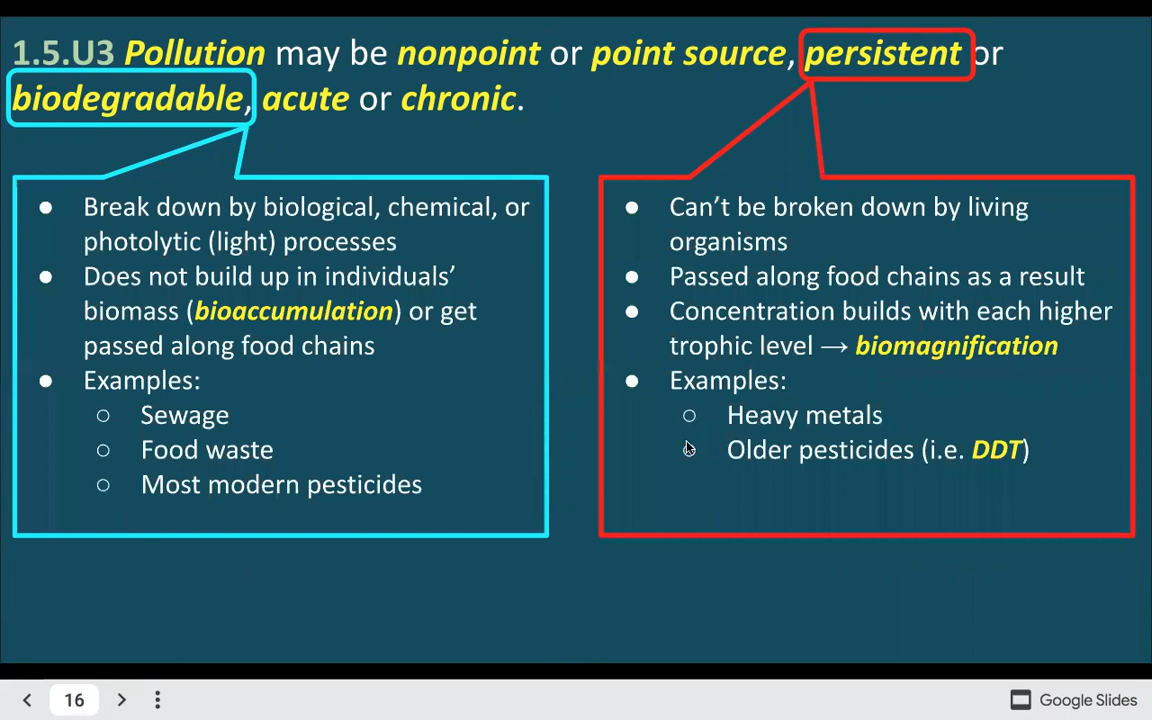 1.5.U3 Pollution may be nonpoint or point source, persistent or
biodegradable, acute or chronic.
● Break down by biological, chemical, or
photolytic (light) processes
● Does not build up in individuals’
biomass (bioaccumulation) or get
passed along food chains
● Examples:
○ Sewage
○ Food waste
○ Most modern pesticides
● Can’t be broken down by living
organisms
● Passed along food chains as a result
● Concentration builds with each higher
trophic level → biomagnification
● Examples:
○ Heavy metals
○ Older pesticides (i.e. DDT)
16
Google Slides